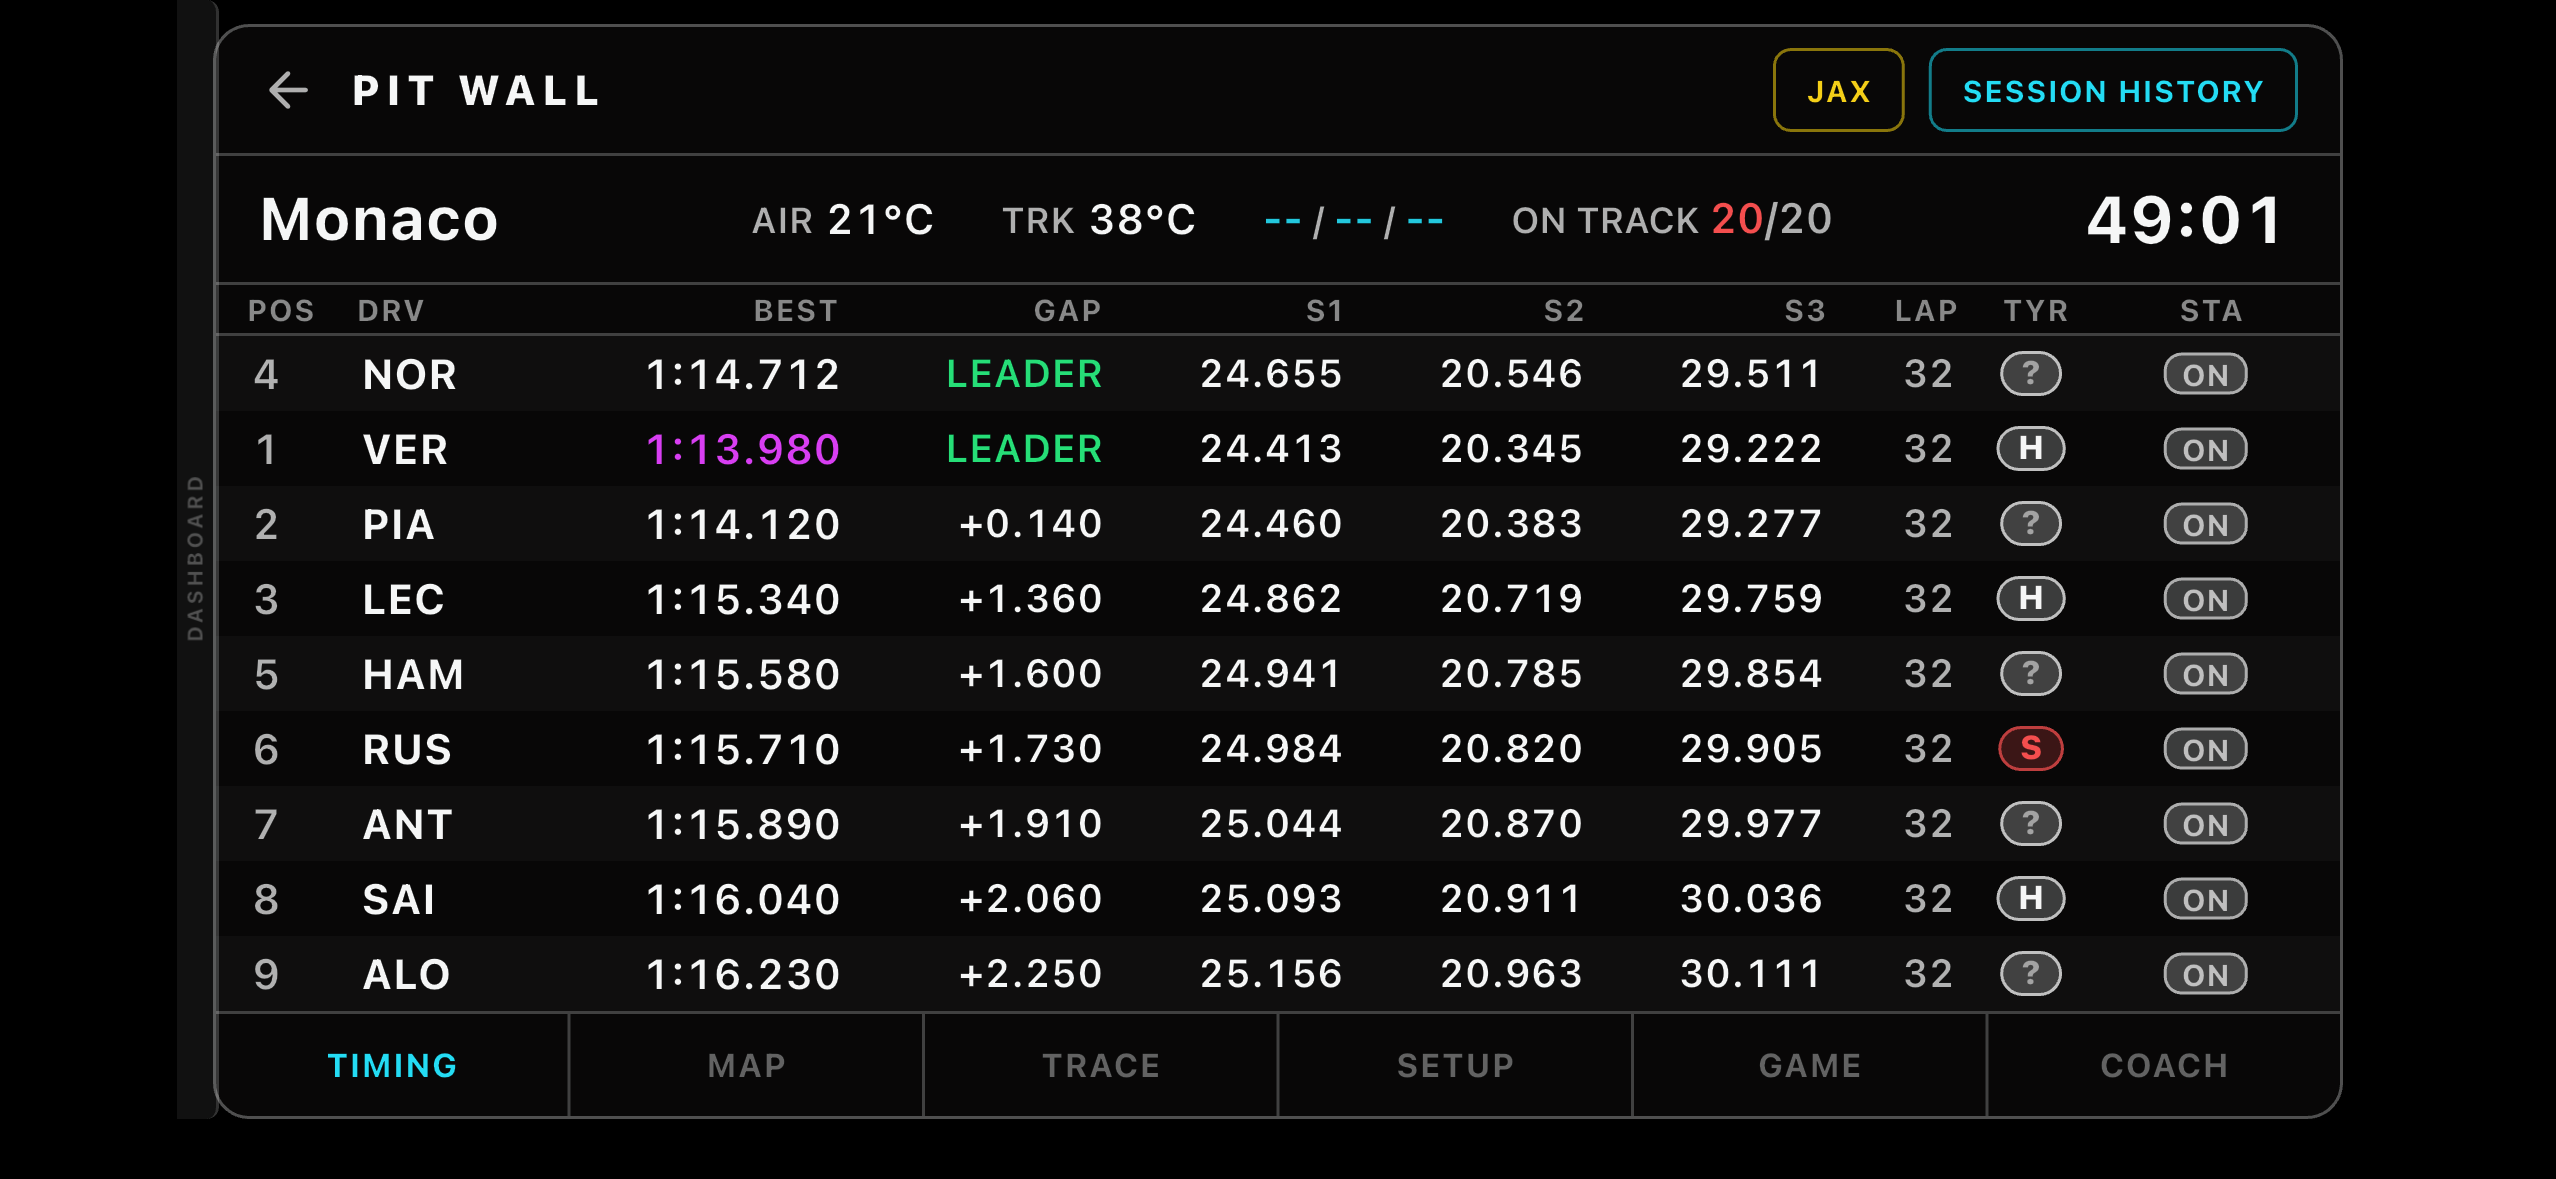 PIT WALL JAX SESSION HISTORY
Monaco AIR 21°C TRK 38°C --/--/-- ON TRACK 20/20 49:01
POS DRV BEST GAP S1 S2 S3 LAP TYR STA
4 NOR 1:14.712 LEADER 24.655 20.546 29.511 32 ? ON
1 VER 1:13.980 LEADER 24.413 20.345 29.222 32 H ON
2 PIA 1:14.120 +0.140 24.460 20.383 29.277 32 ? ON
3 LEC 1:15.340 +1.360 24.862 20.719 29.759 32 H ON
5 HAM 1:15.580 +1.600 24.941 20.785 29.854 32 ? ON
6 RUS 1:15.710 +1.730 24.984 20.820 29.905 32 S ON
7 ANT 1:15.890 +1.910 25.044 20.870 29.977 32 ? ON
8 SAI 1:16.040 +2.060 25.093 20.911 30.036 32 H ON
9 ALO 1:16.230 +2.250 25.156 20.963 30.111 32 ? ON
TIMING MAP TRACE SETUP GAME COACH
DASHBOARD